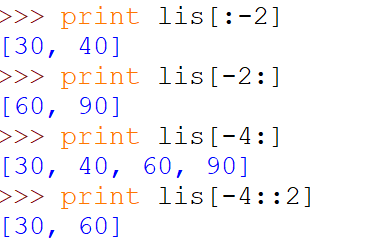 >>> print lis[:-2]
[30, 40]
>>> print lis[-2:]
[60, 90]
>>> print lis[-4:]
[30, 40, 60, 90]
>>> print lis[-4::2]
[30, 60]